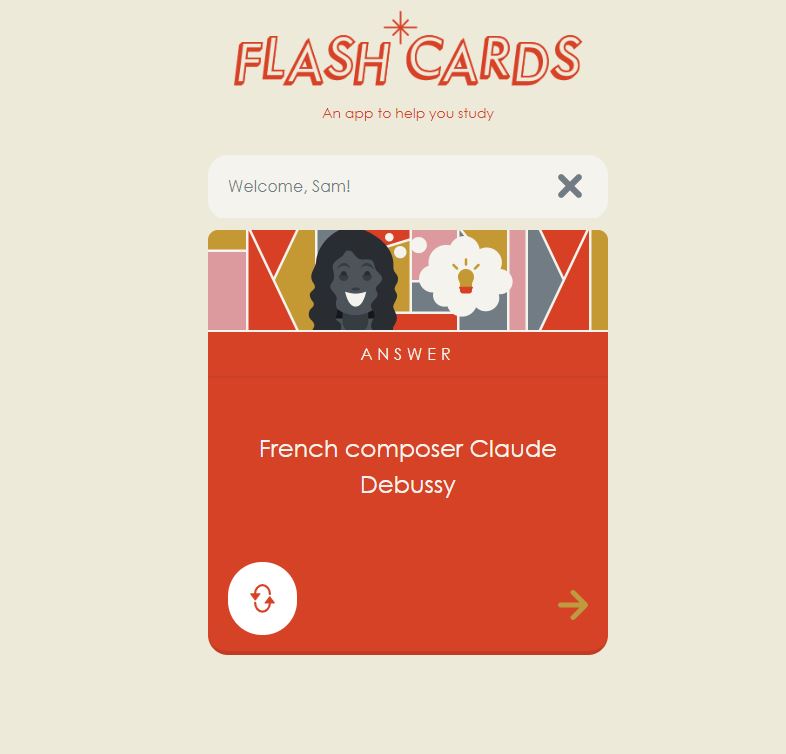 FLASH CARDS
An app to help you study
Welcome, Sam!
ANSWER
French composer Claude
Debussy